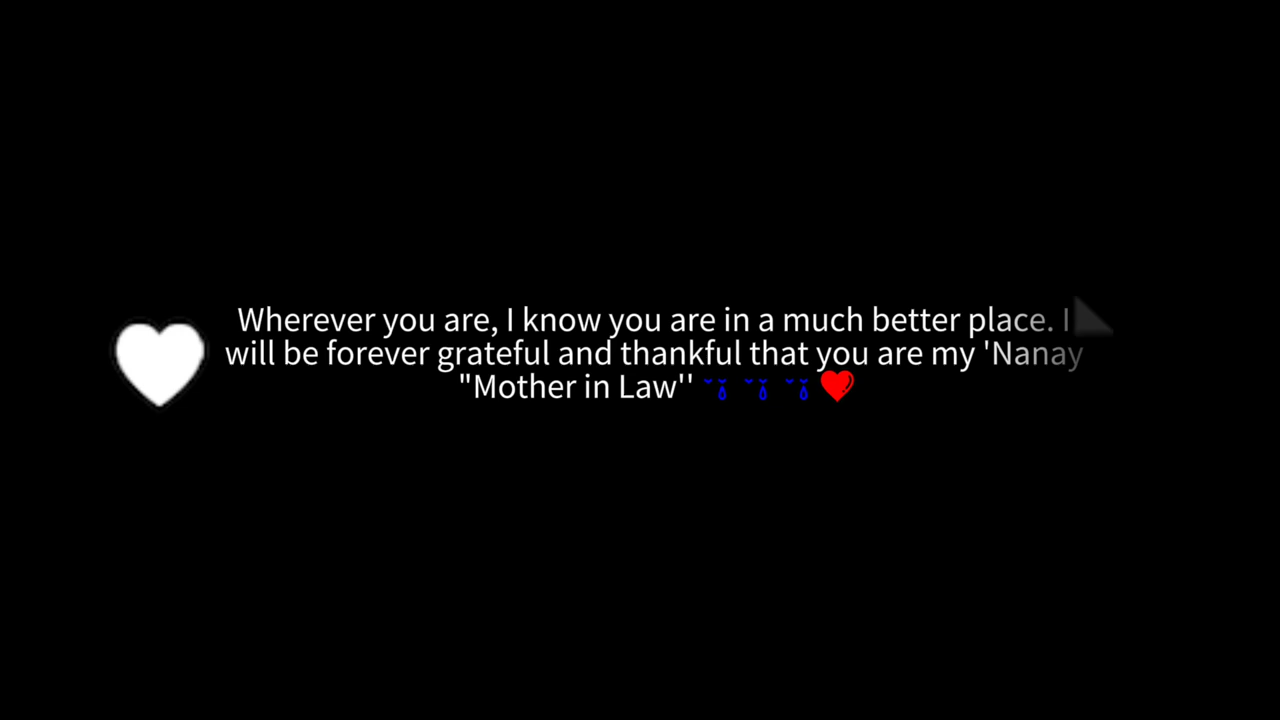 Wherever you are, I know you are in a much better place. I
will be forever grateful and thankful that you are my 'Nanay
"Mother in Law'' ❤